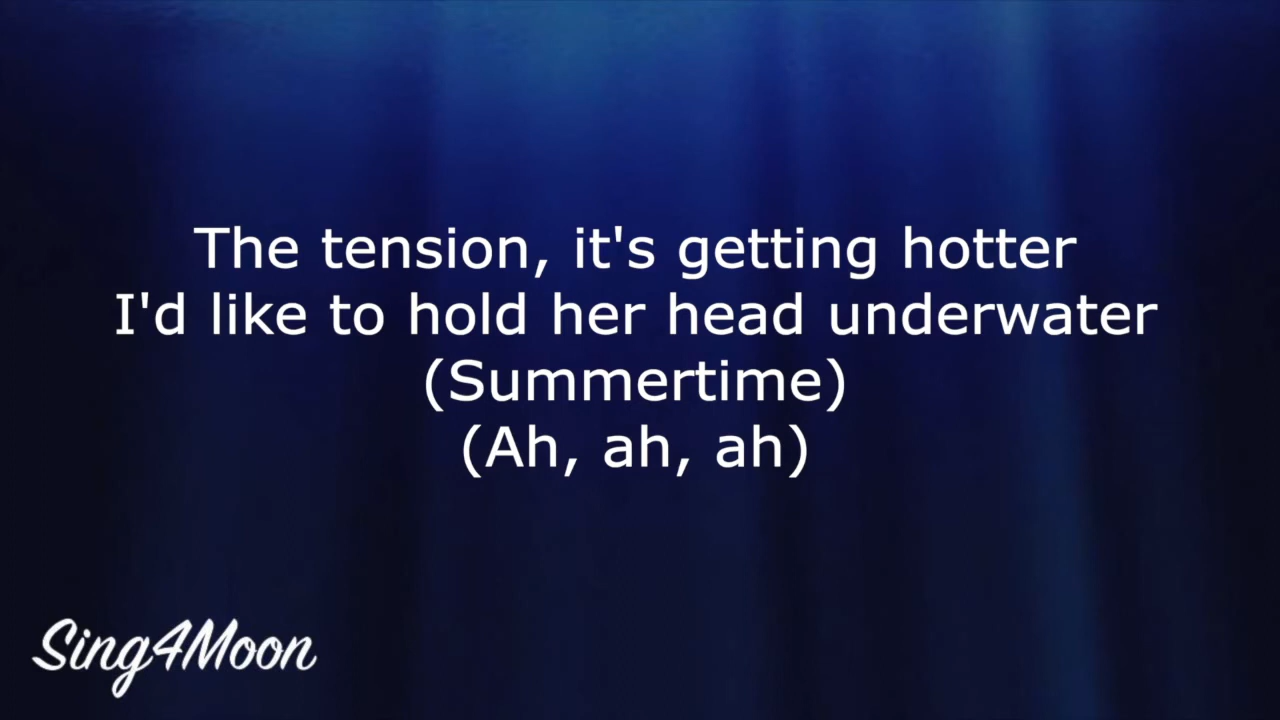 The tension, it's getting hotter
I'd like to hold her head underwater
(Summertime)
(Ah, ah, ah)
Sing4Moon